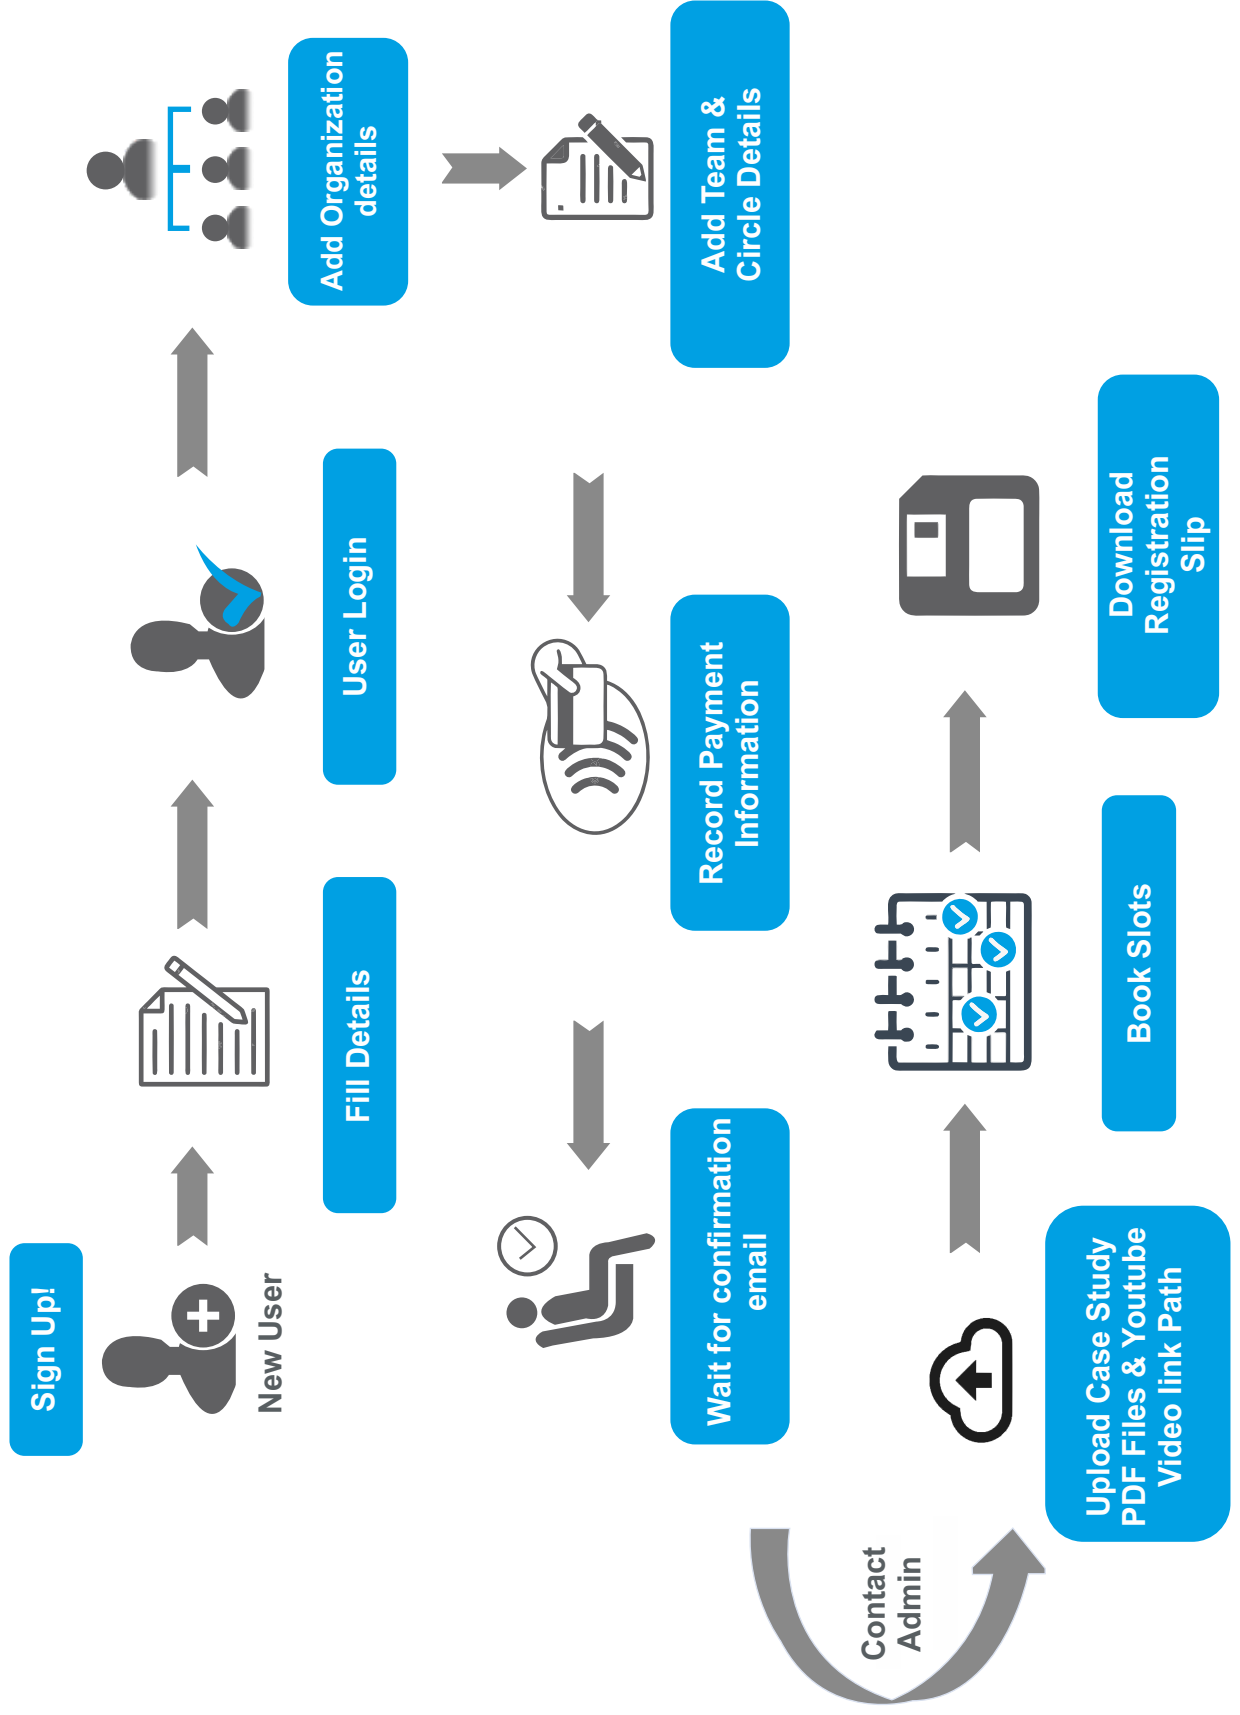 Sign Up!
New User
Fill Details
User Login
Add Organization
details
Add Team &
Circle Details
Record Payment
Information
Wait for confirmation
email
Contact
Admin
Upload Case Study
PDF Files & Youtube
Video link Path
Book Slots
Download
Registration
Slip